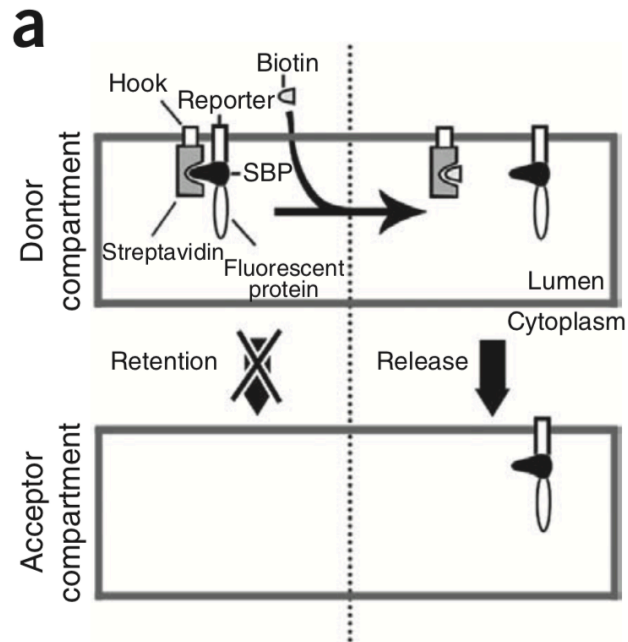 a
Biotin
Hook
Reporter
SBP
Streptavidin
Fluorescent
protein
Lumen
Donor
compartment
Cytoplasm
Retention
Release
Acceptor
compartment